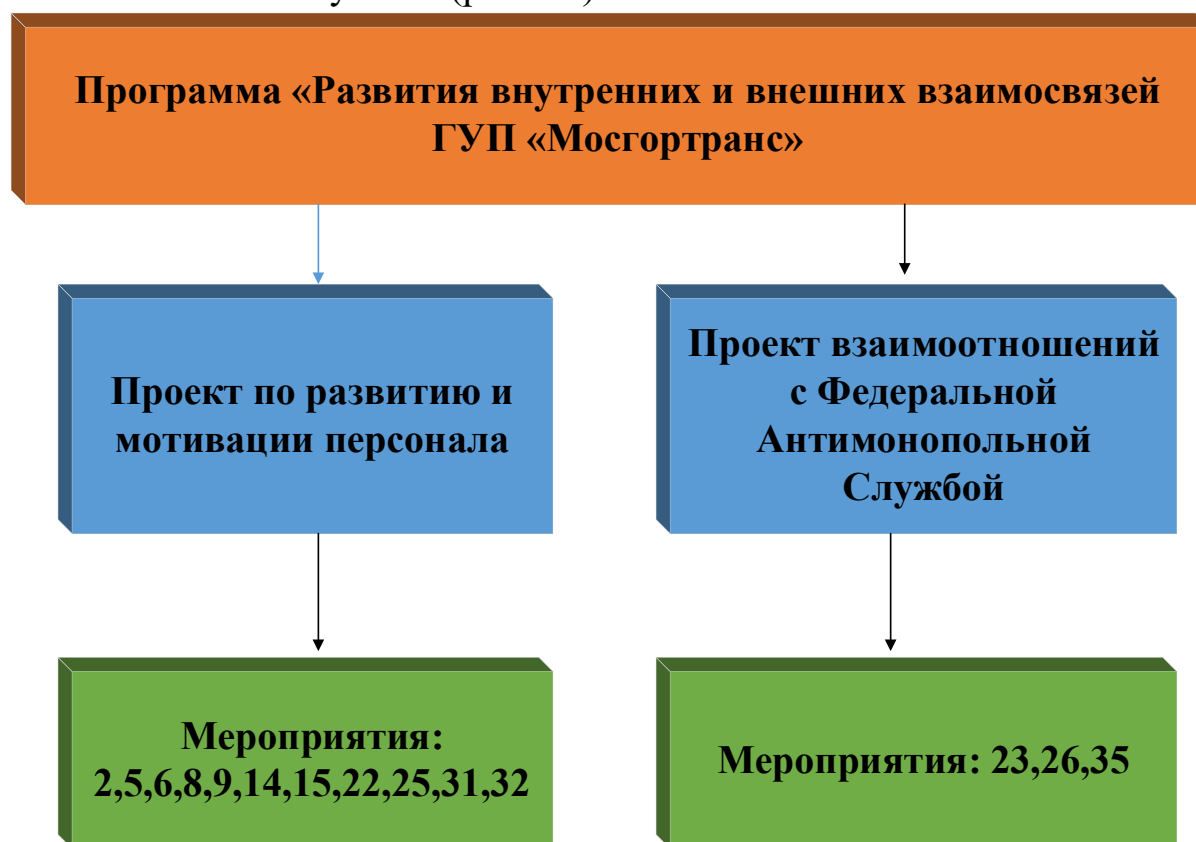 Программа «Развития внутренних и внешних взаимосвязей
ГУП «Мосгортранс»
Проект по развитию и
мотивации персонала
Проект взаимоотношений
с Федеральной
Антимонопольной
Службой
Мероприятия:
2,5,6,8,9,14,15,22,25,31,32
Мероприятия: 23,26,35